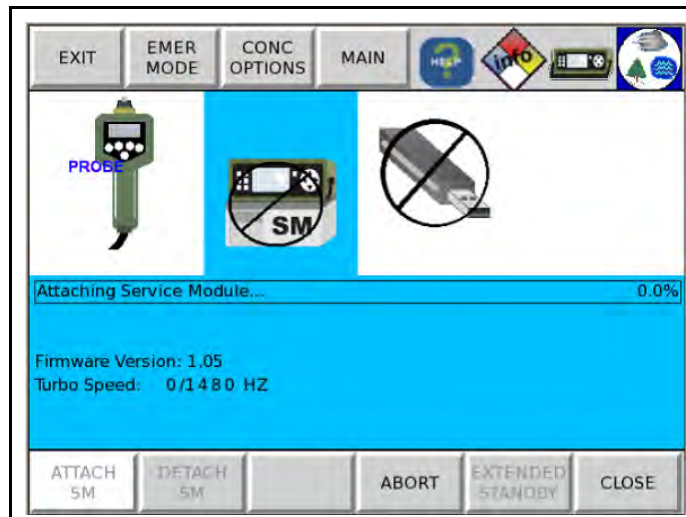 EXIT
EMER
MODE
CONC
OPTIONS
MAIN
HELP
info
PROBE
SM
Attaching Service Module... 0.0%
Firmware Version: 1.05
Turbo Speed: 0/1480 HZ
ATTACH
SM
DETACH
SM
ABORT
EXTENDED
STANDBY
CLOSE